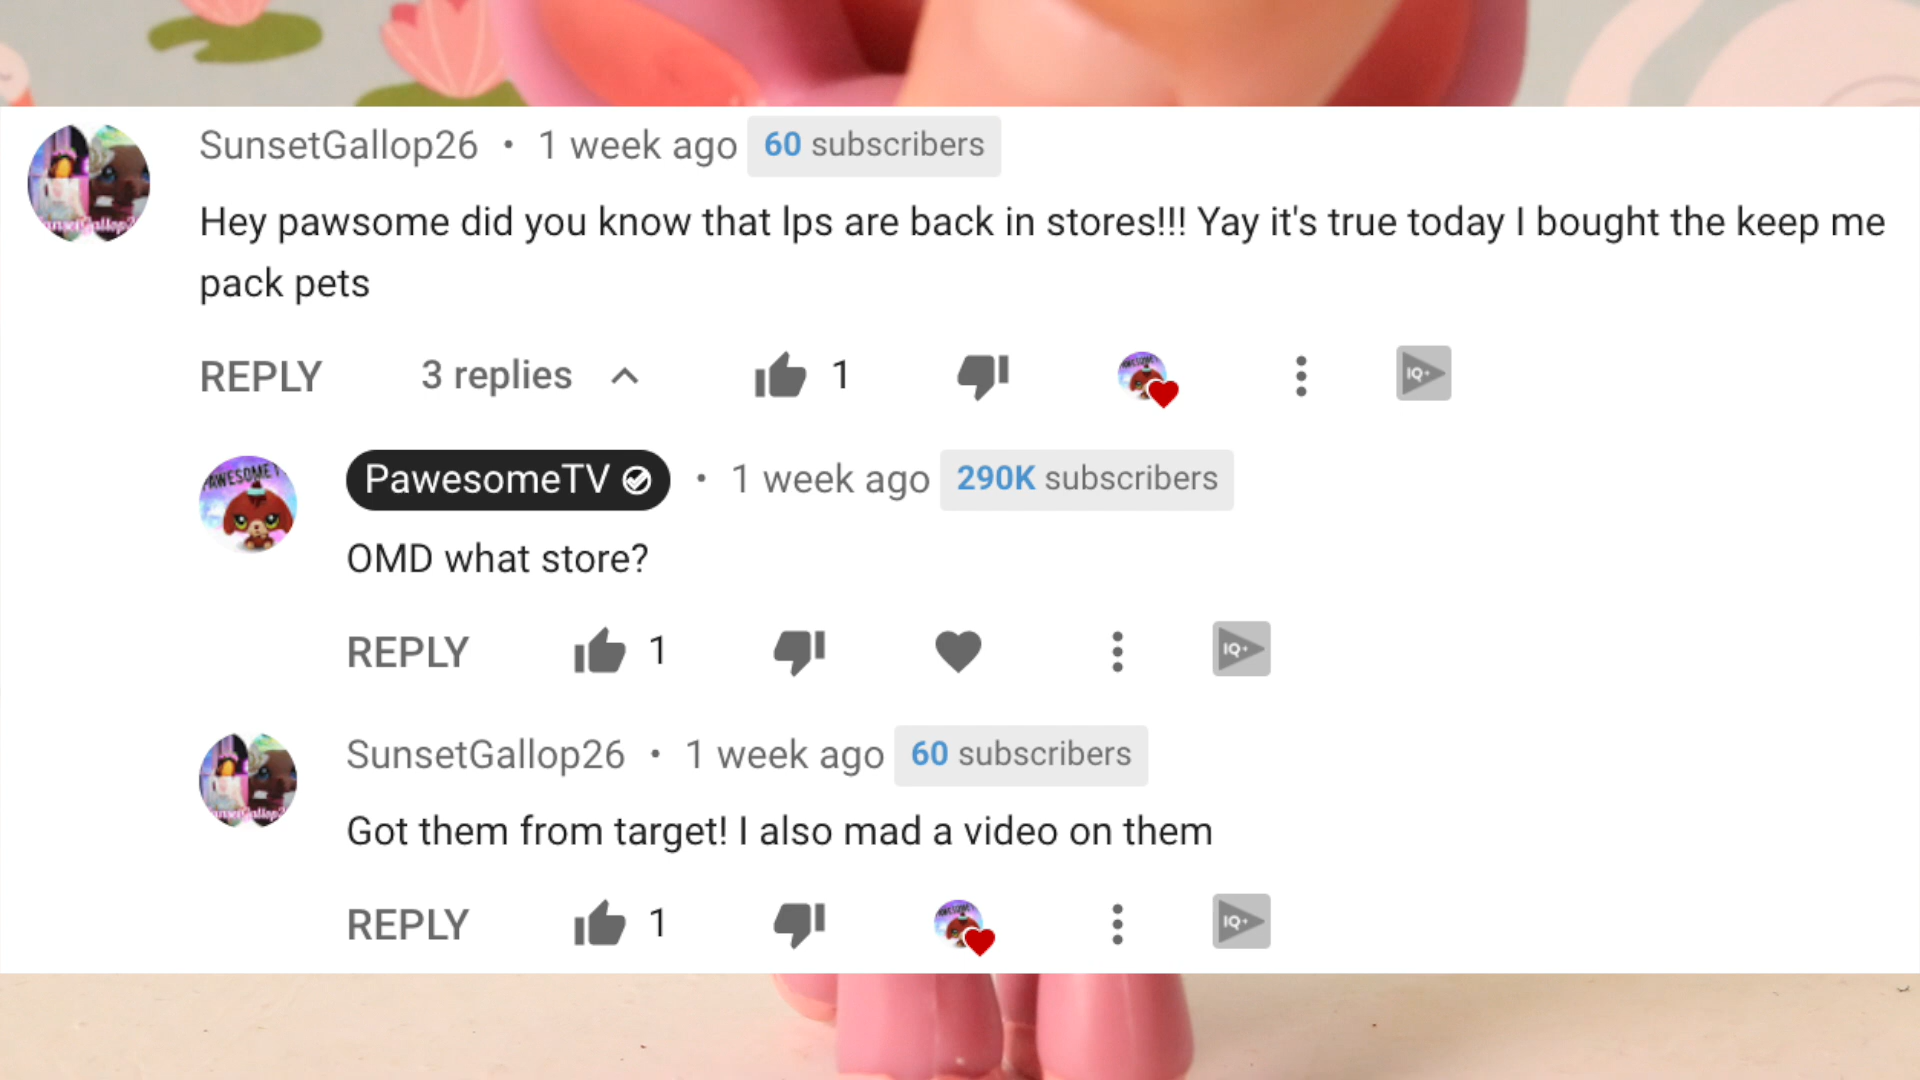 SunsetGallop26 • 1 week ago 60 subscribers
Hey pawsome did you know that lps are back in stores!!! Yay it's true today I bought the keep me
pack pets
REPLY 3 replies 1 IQ+
PawesomeTV • 1 week ago 290K subscribers
OMD what store?
REPLY 1 IQ+
SunsetGallop26 • 1 week ago 60 subscribers
Got them from target! I also mad a video on them
REPLY 1 IQ+